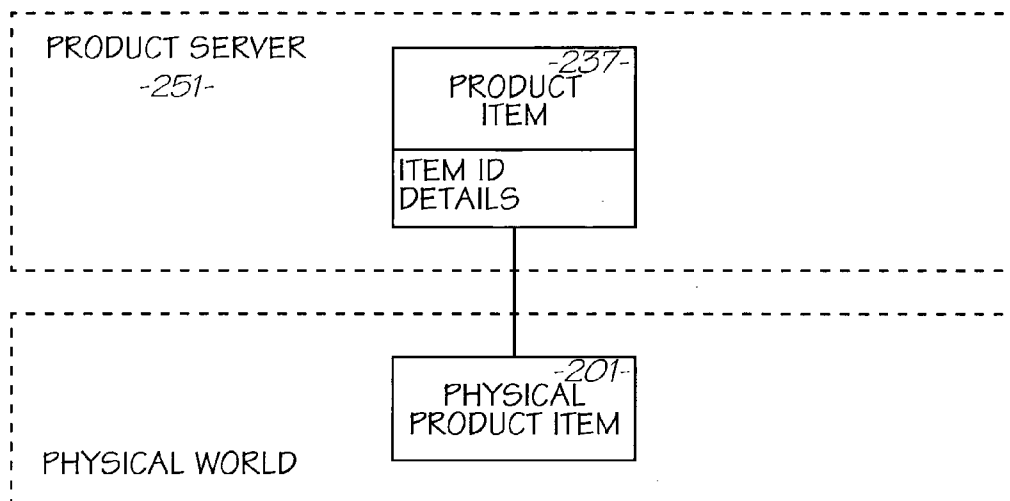 PRODUCT SERVER
-251-
-237-
PRODUCT
ITEM
ITEM ID
DETAILS
-201-
PHYSICAL
PRODUCT ITEM
PHYSICAL WORLD